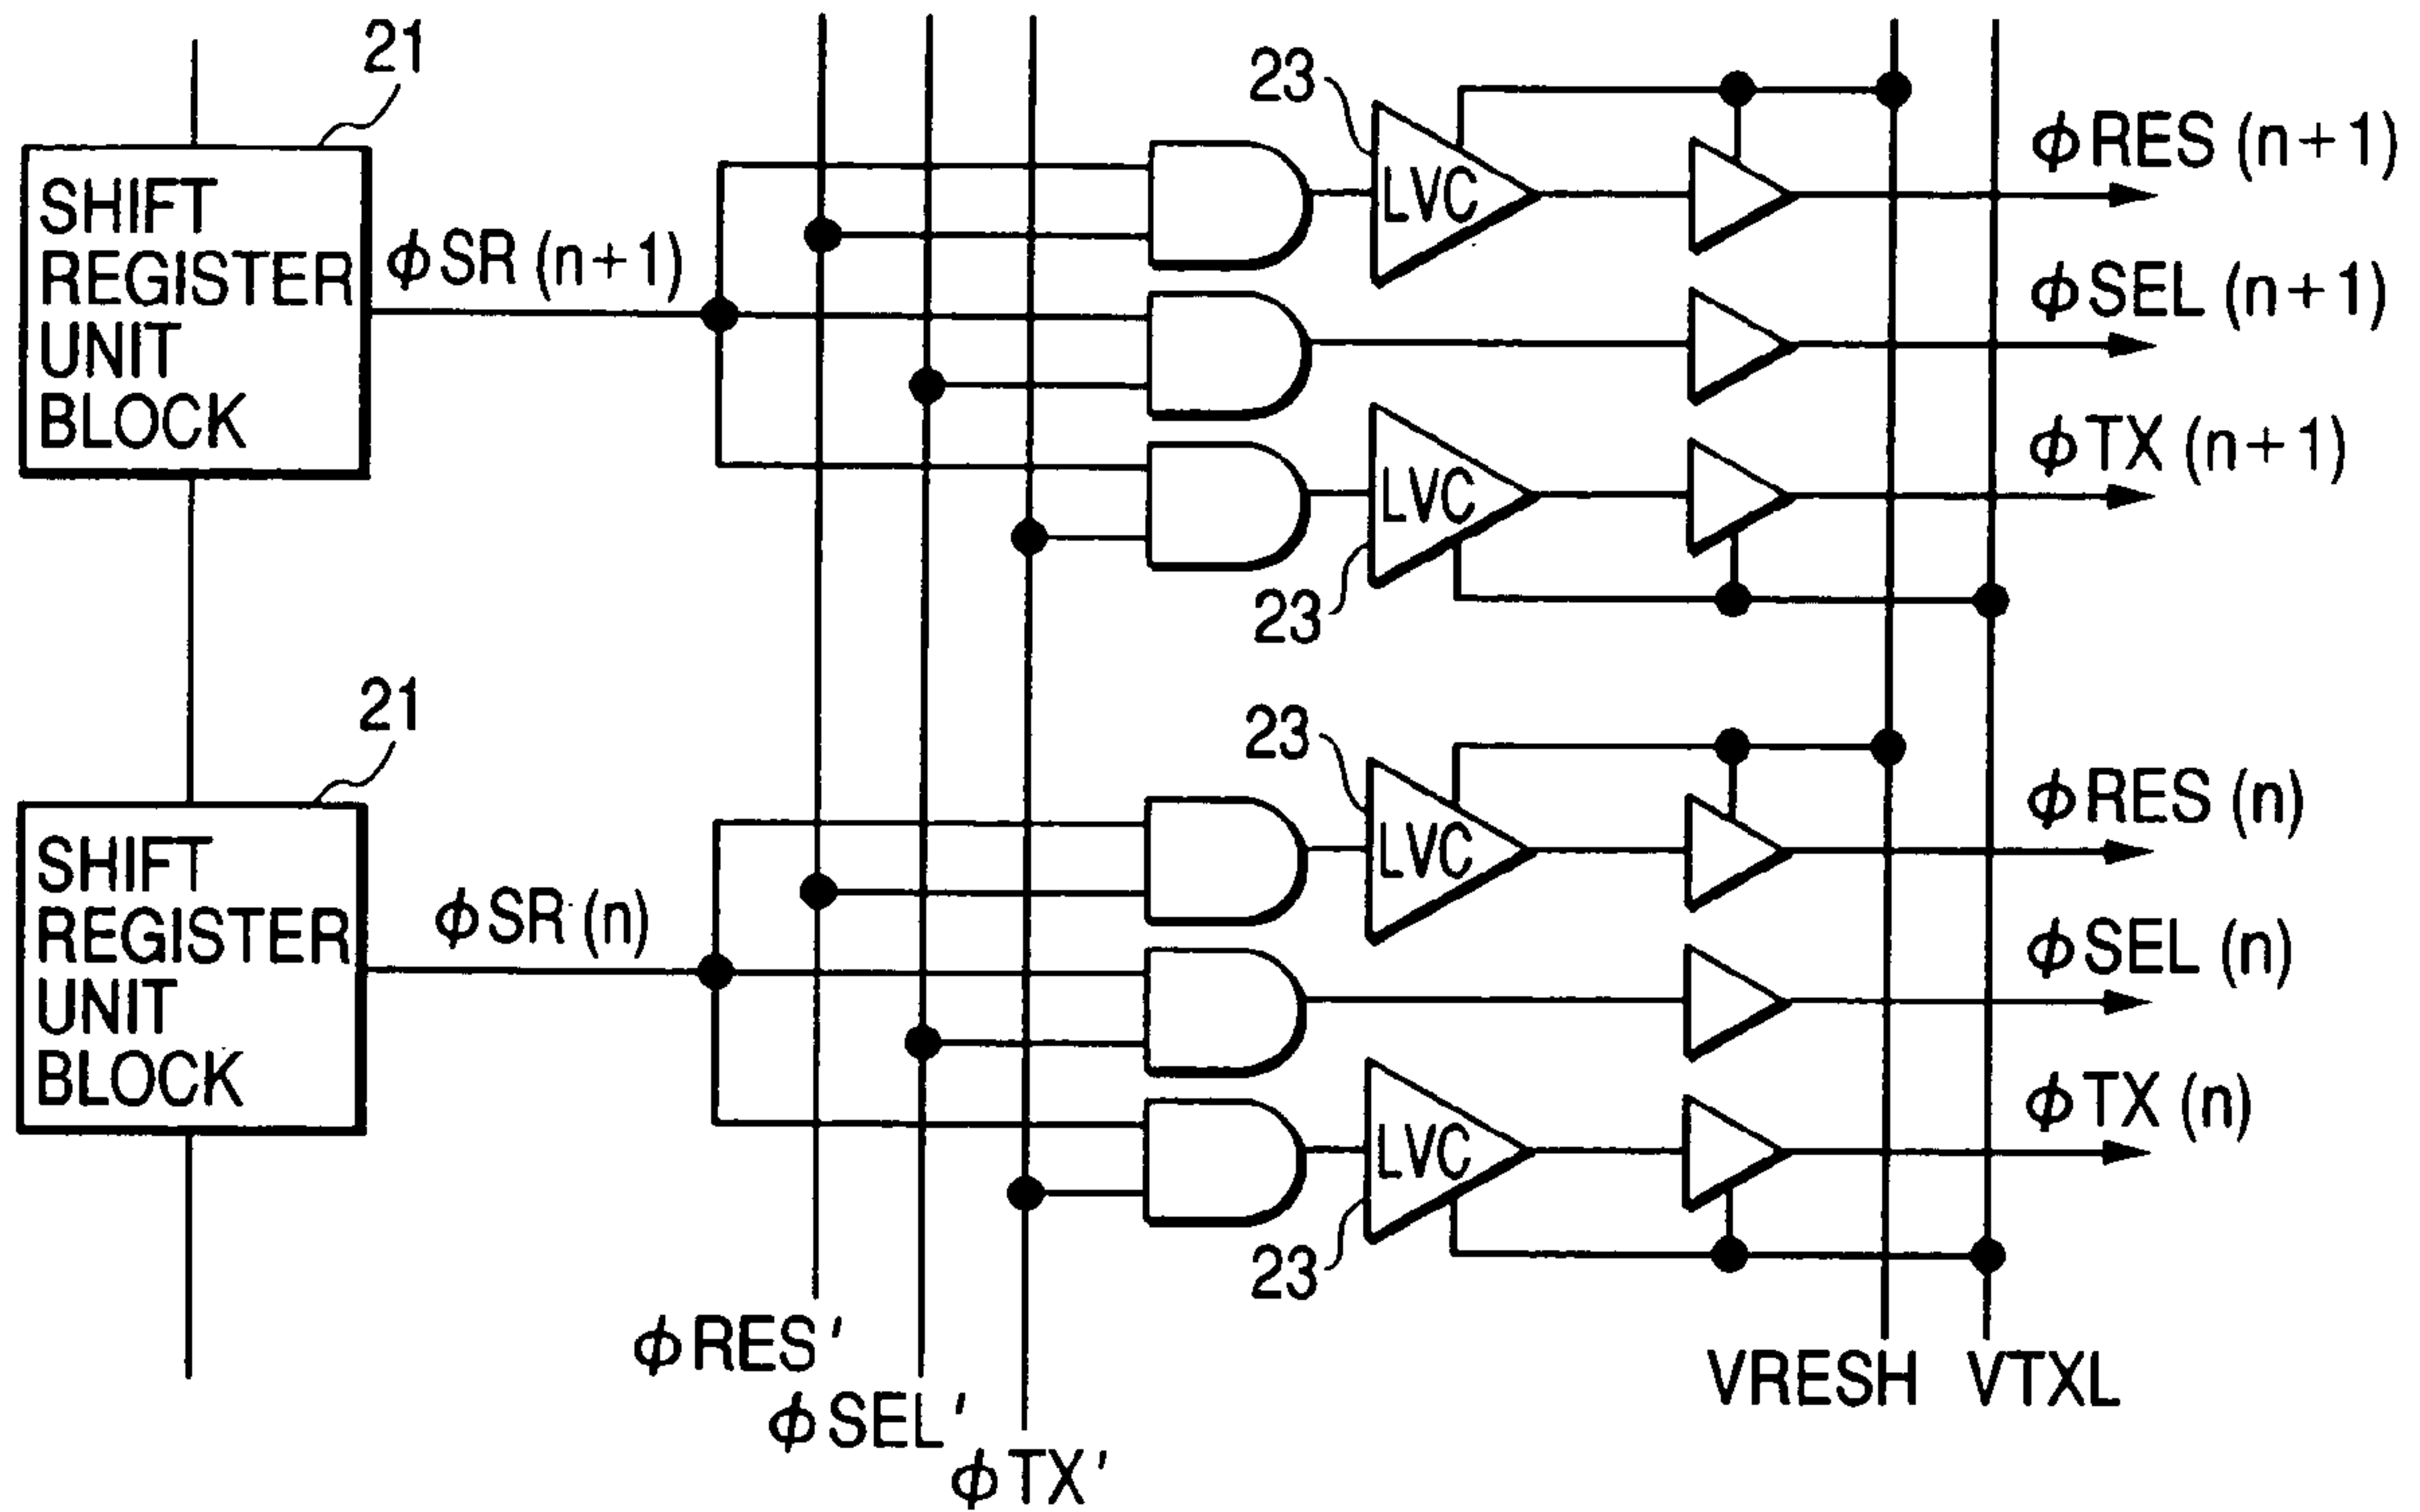 21
SHIFT
REGISTER
UNIT
BLOCK
ϕSR (n+1)
23
LVC
ϕRES (n+1)
ϕSEL (n+1)
LVC
23
ϕTX (n+1)
21
SHIFT
REGISTER
UNIT
BLOCK
ϕSR (n)
23
LVC
ϕRES (n)
ϕSEL (n)
LVC
23
ϕTX (n)
ϕRES'
ϕSEL'
ϕTX'
VRESH
VTXL